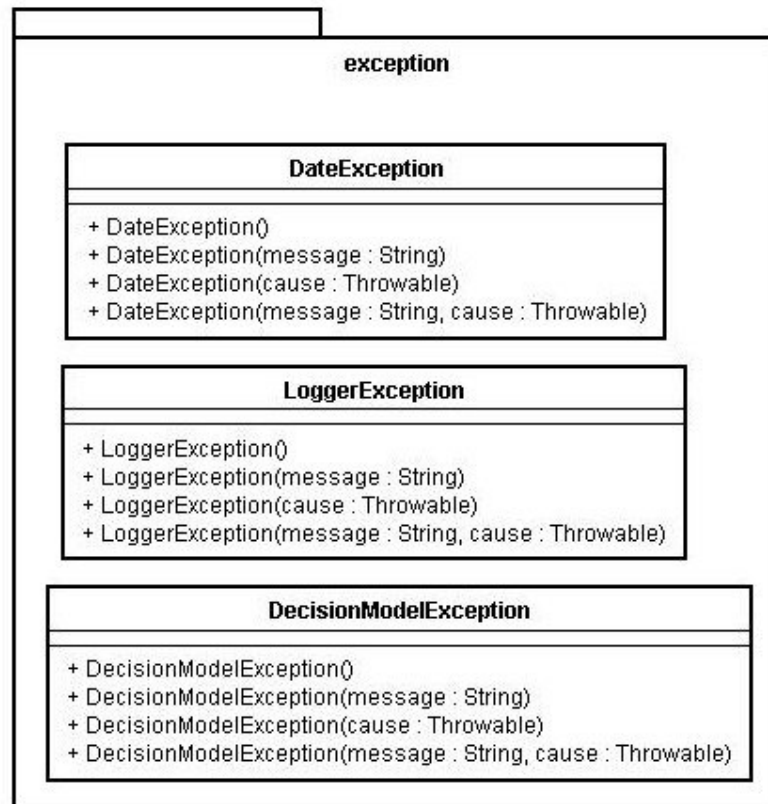 exception
DateException
+ DateException()
+ DateException(message : String)
+ DateException(cause : Throwable)
+ DateException(message : String, cause : Throwable)
LoggerException
+ LoggerException()
+ LoggerException(message : String)
+ LoggerException(cause : Throwable)
+ LoggerException(message : String, cause : Throwable)
DecisionModelException
+ DecisionModelException()
+ DecisionModelException(message : String)
+ DecisionModelException(cause : Throwable)
+ DecisionModelException(message : String, cause : Throwable)